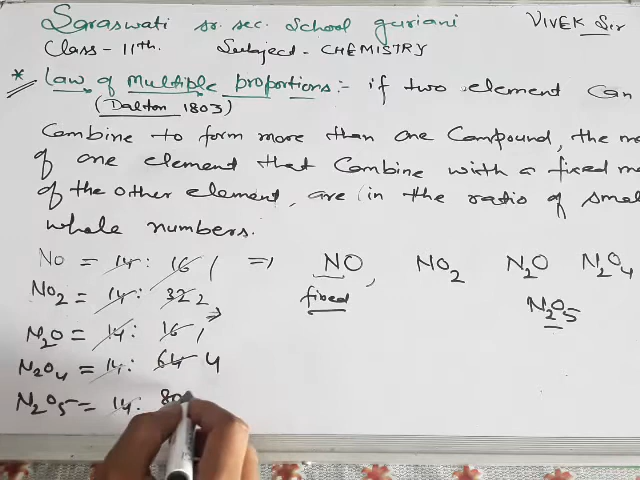 Saraswati sr. sec. School guriani
VIVEK Sir
Class - 11th. Subject - CHEMISTRY
* Law of Multiple proportions :- if two element Can
(Dalton 1803)
Combine to form more than one Compound, the
of one element that Combine with a fixed
of the other element, are in the ratio of
whole numbers.
NO = 14 : 16 1 => NO, NO2 N2O N2O4
fixed N2O5
NO2 = 14 : 32 2
N2O = 14 : 16 1
N2O4 = 14 : 64 4
N2O5 = 14 : 80